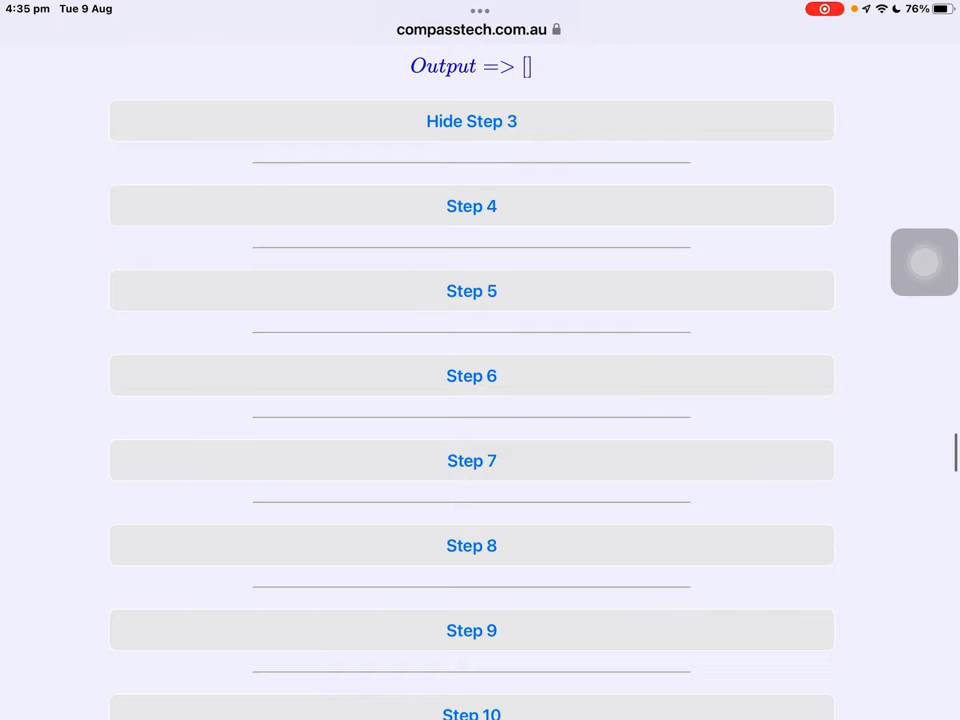 4:35 pm Tue 9 Aug
76%
compasstech.com.au
Output => []
Hide Step 3
Step 4
Step 5
Step 6
Step 7
Step 8
Step 9
Step 10